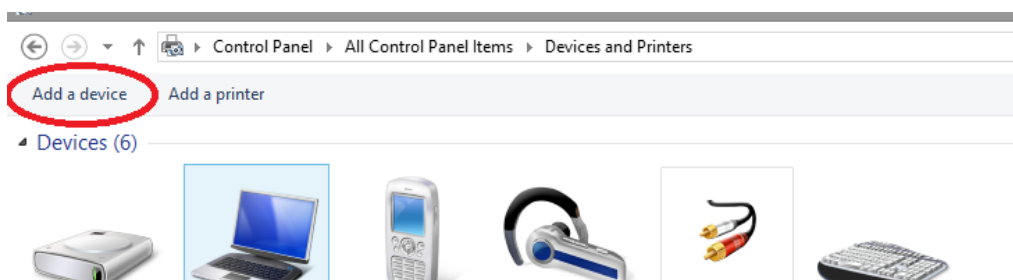 Control Panel All Control Panel Items Devices and Printers
Add a device Add a printer
Devices (6)